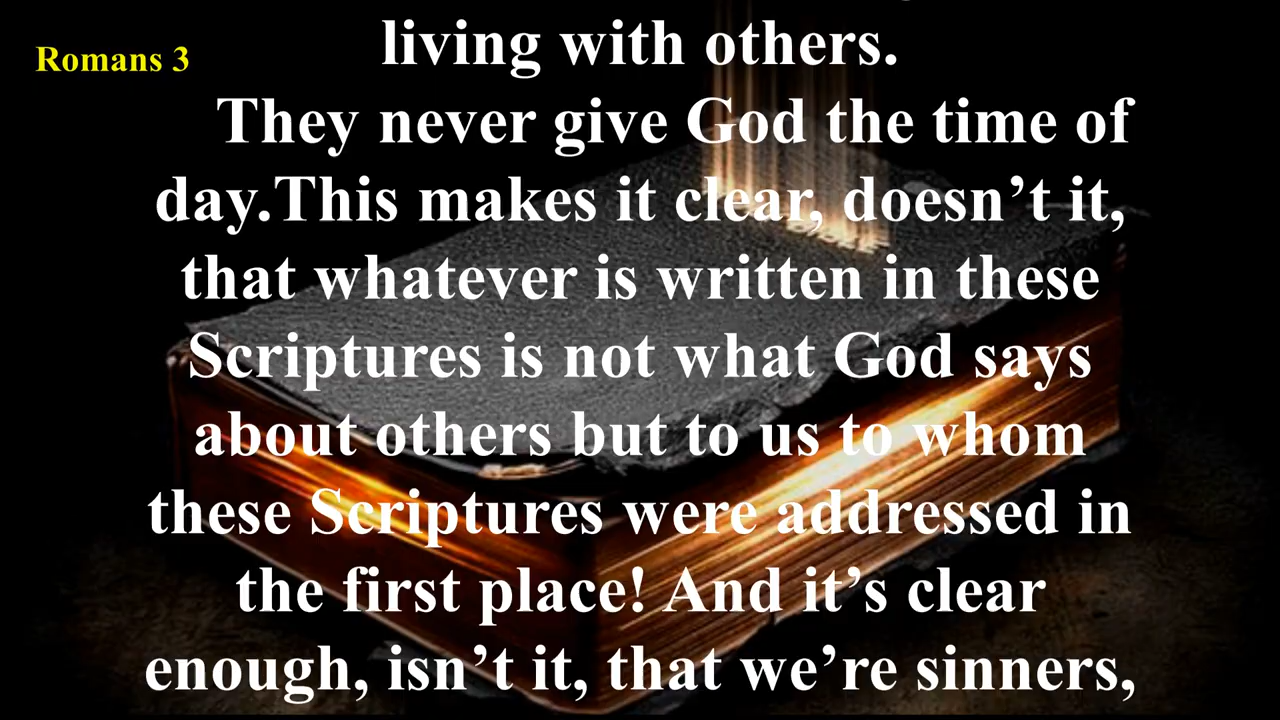 Romans 3
living with others.
They never give God the time of
day.This makes it clear, doesn’t it,
that whatever is written in these
Scriptures is not what God says
about others but to us to whom
these Scriptures were addressed in
the first place! And it’s clear
enough, isn’t it, that we’re sinners,